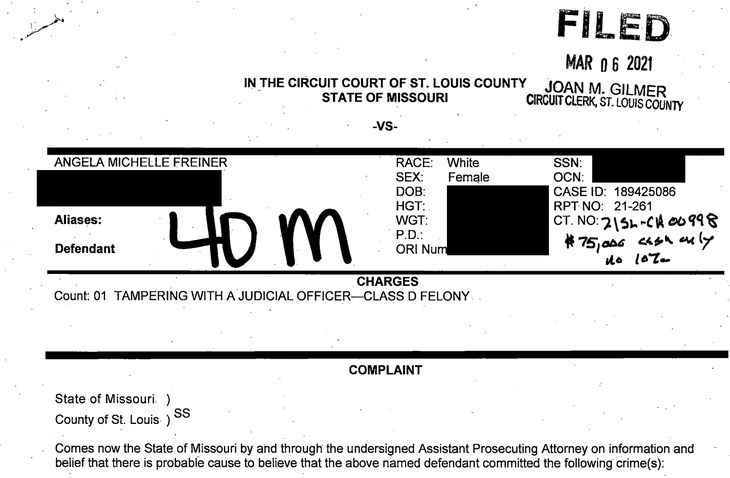 FILED
MAR 06 2021
JOAN M. GILMER
CIRCUIT CLERK, ST. LOUIS COUNTY
IN THE CIRCUIT COURT OF ST. LOUIS COUNTY
STATE OF MISSOURI
-VS-
ANGELA MICHELLE FREINER
Aliases:
Defendant
40 m
RACE: White
SEX: Female
DOB:
HGT:
WGT:
P.D.:
ORI Num
SSN:
OCN:
CASE ID: 189425086
RPT NO: 21-261
CT. NO: 21SL-CR00998
$75,000 cash only
no 10%
CHARGES
Count: 01 TAMPERING WITH A JUDICIAL OFFICER—CLASS D FELONY
COMPLAINT
State of Missouri )
County of St. Louis ) SS
Comes now the State of Missouri by and through the undersigned Assistant Prosecuting Attorney on information and
belief that there is probable cause to believe that the above named defendant committed the following crime(s):